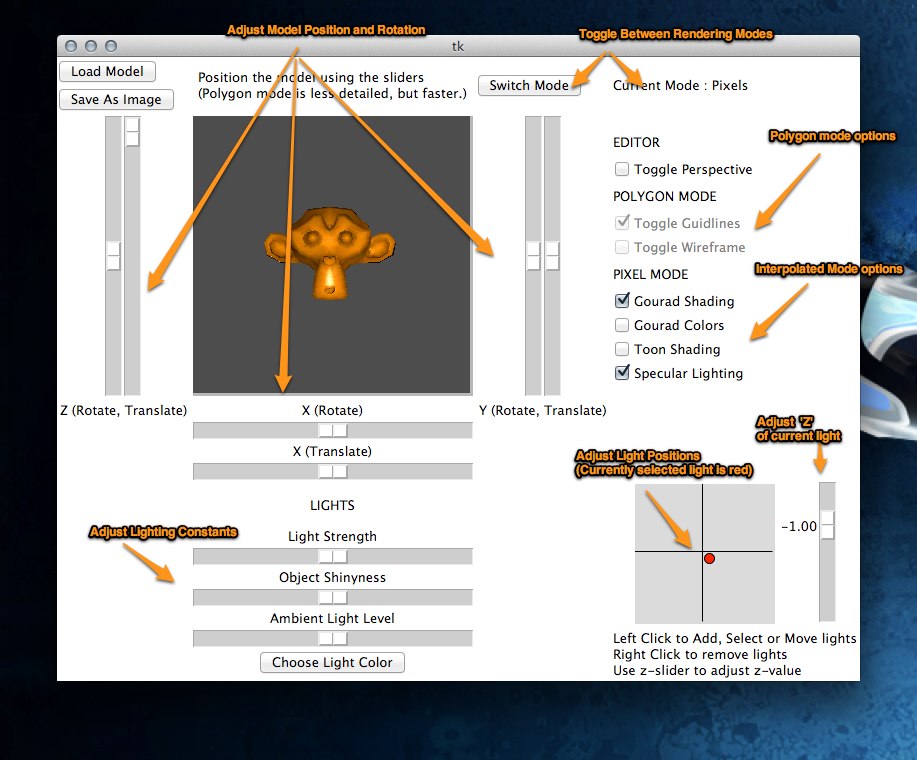 Adjust Model Position and Rotation
Toggle Between Rendering Modes
tk
Load Model
Save As Image
Position the model using the sliders
(Polygon mode is less detailed, but faster.)
Switch Mode
Current Mode : Pixels
EDITOR
Toggle Perspective
Polygon mode options
POLYGON MODE
Toggle Guidlines
Toggle Wireframe
Interpolated Mode options
PIXEL MODE
Gourad Shading
Gourad Colors
Toon Shading
Specular Lighting
Z (Rotate, Translate)
X (Rotate)
Y (Rotate, Translate)
X (Translate)
Adjust 'Z'
of current light
Adjust Light Positions
(Currently selected light is red)
LIGHTS
Adjust Lighting Constants
Light Strength
Object Shinyness
Ambient Light Level
Choose Light Color
-1.00
Left Click to Add, Select or Move lights
Right Click to remove lights
Use z-slider to adjust z-value